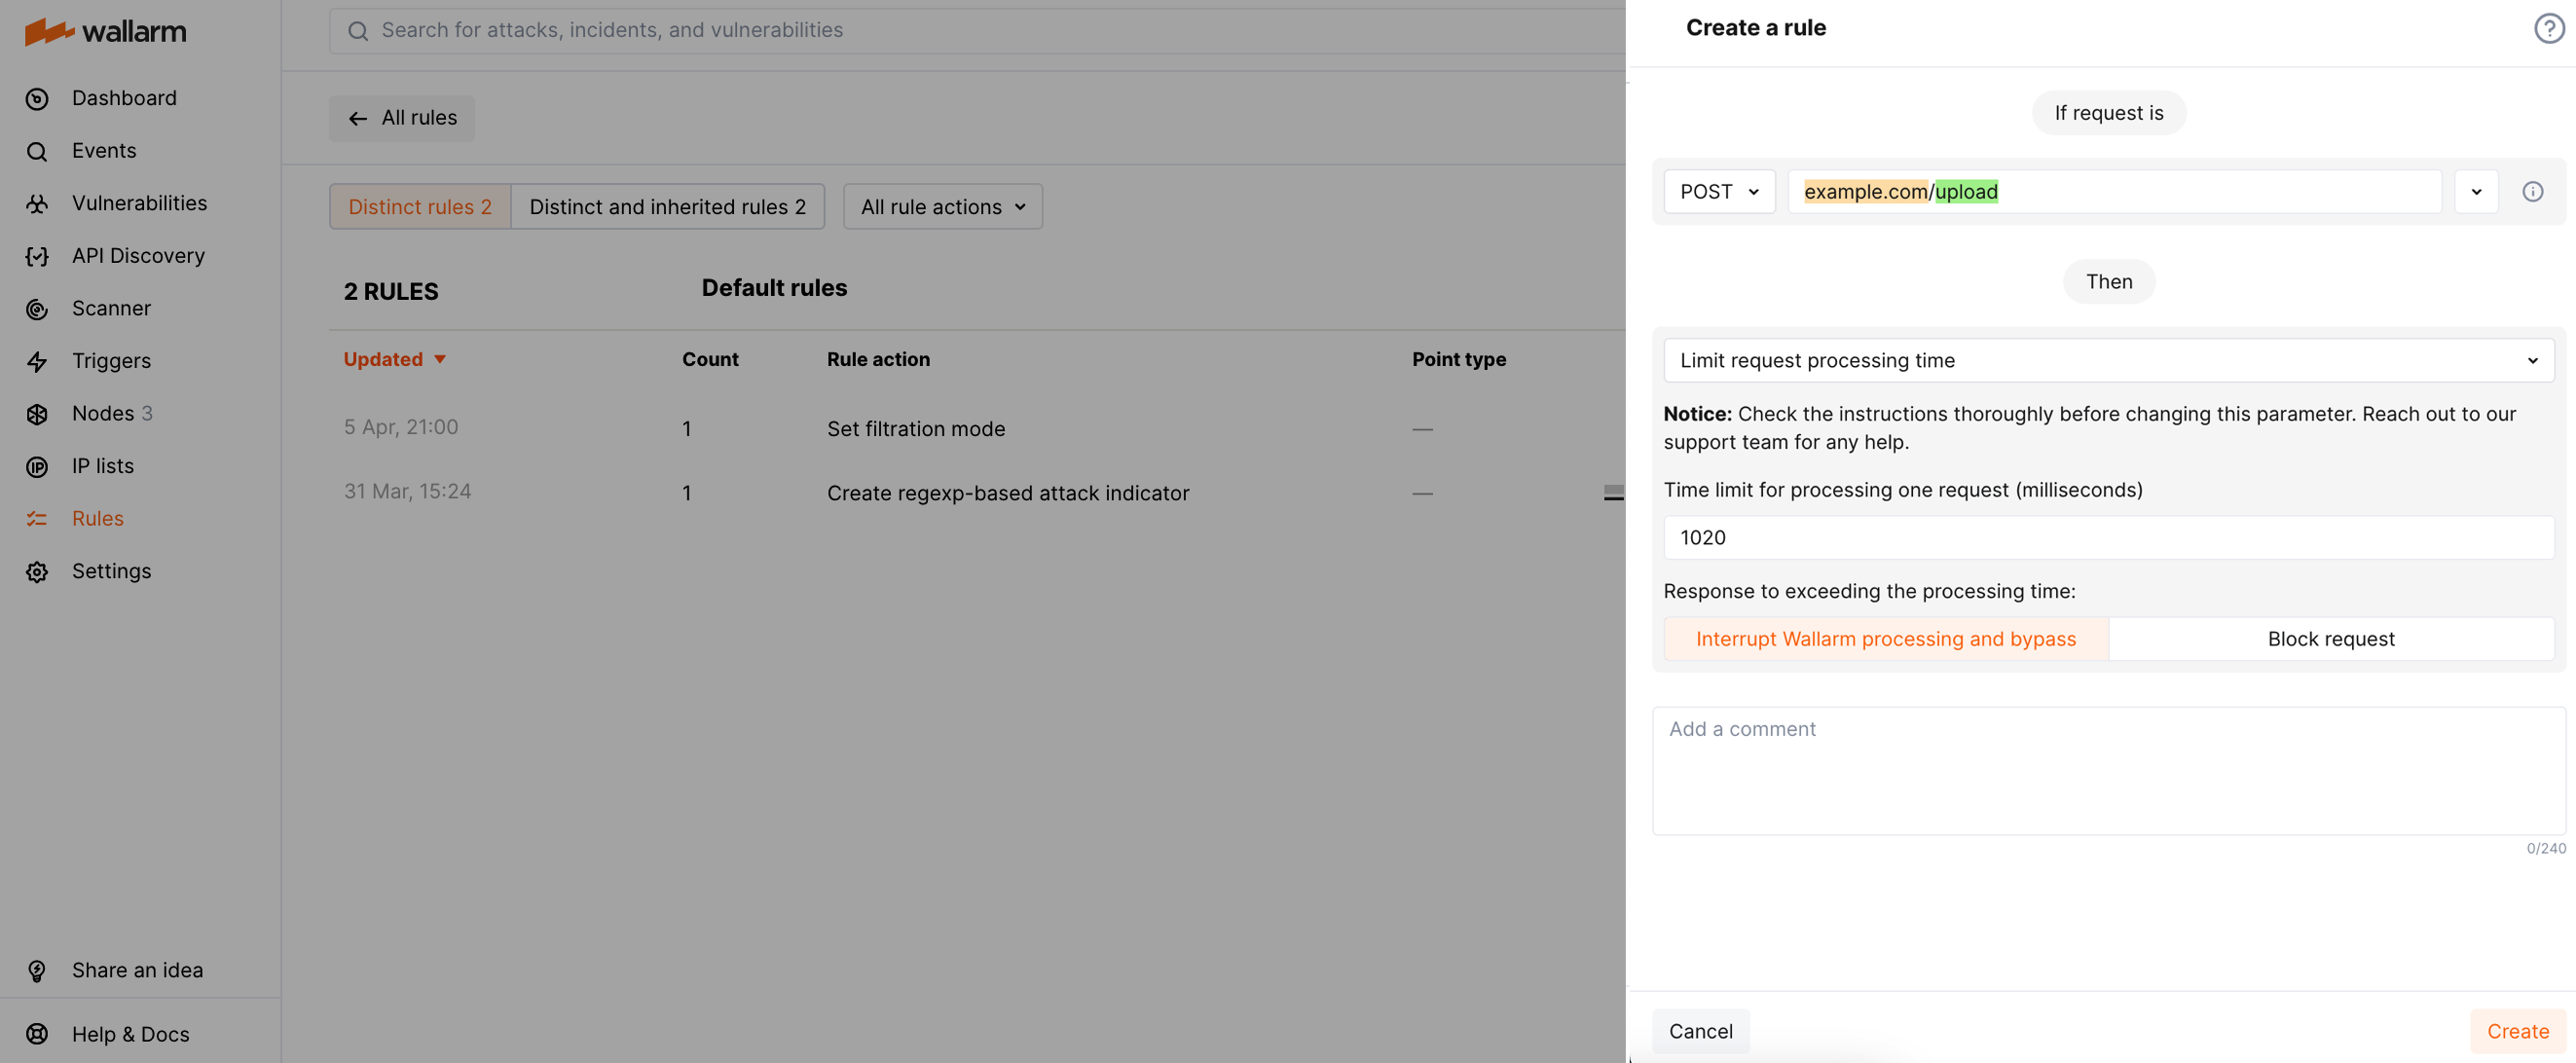 wallarm
Dashboard
Events
Vulnerabilities
API Discovery
Scanner
Triggers
Nodes 3
IP lists
Rules
Settings
Share an idea
Help & Docs
Search for attacks, incidents, and vulnerabilities
All rules
Distinct rules 2
Distinct and inherited rules 2
All rule actions
2 RULES
Default rules
Updated Count Rule action Point type
5 Apr, 21:00 1 Set filtration mode —
31 Mar, 15:24 1 Create regexp-based attack indicator —
Create a rule
If request is
POST example.com/upload
Then
Limit request processing time
Notice: Check the instructions thoroughly before changing this parameter. Reach out to our
support team for any help.
Time limit for processing one request (milliseconds)
1020
Response to exceeding the processing time:
Interrupt Wallarm processing and bypass
Block request
Add a comment
0/240
Cancel
Create